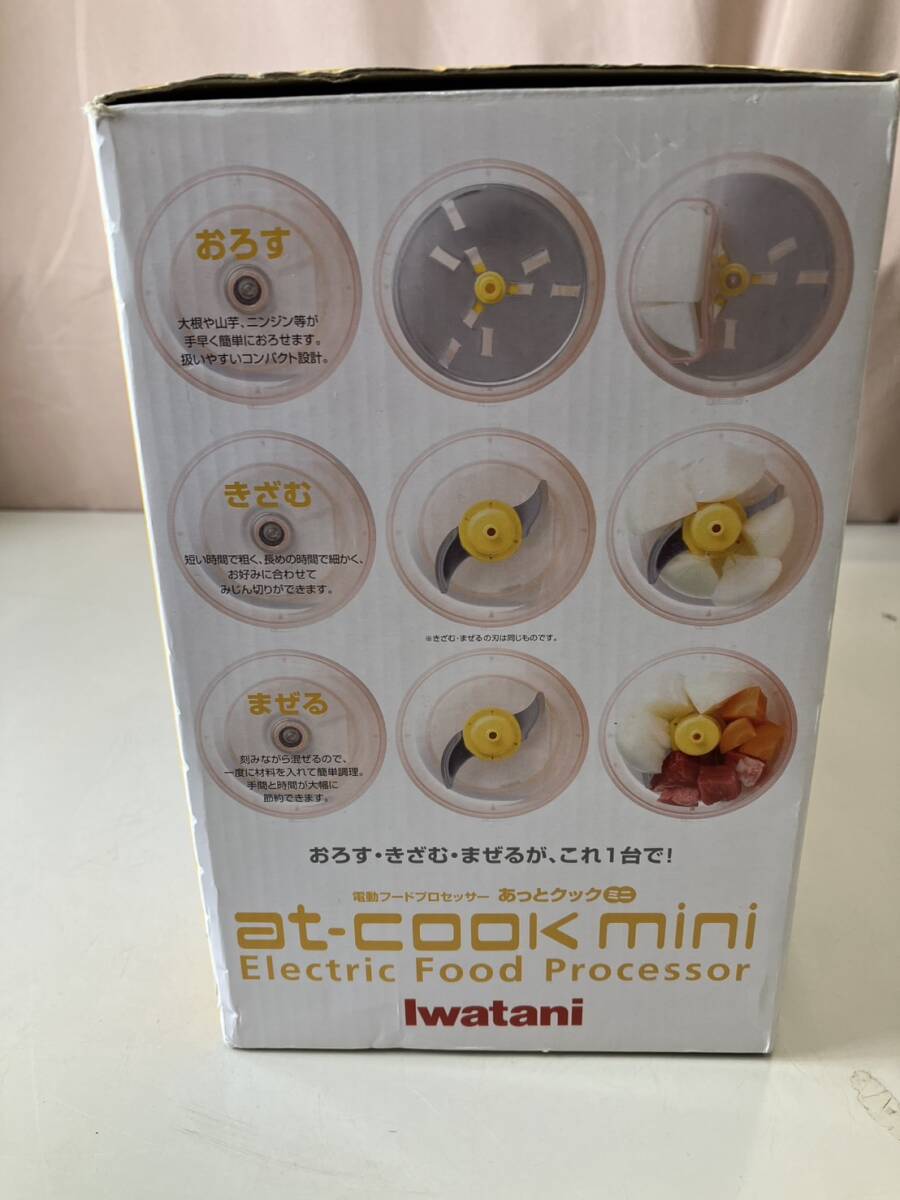 おろす
大根や山芋、ニンジン等が
手早く簡単におろせます。
扱いやすいコンパクト設計。
きざむ
短い時間で粗く、長めの時間で細かく、
お好みに合わせて
みじん切りができます。
※きざむ・まぜるの刃は同じものです。
まぜる
刻みながら混ぜるので、
一度に材料を入れて簡単調理。
手間と時間が大幅に
節約できます。
おろす・きざむ・まぜるが、これ1台で!
電動フードプロセッサー あっとクック ミニ
at-cook mini
Electric Food Processor
Iwatani